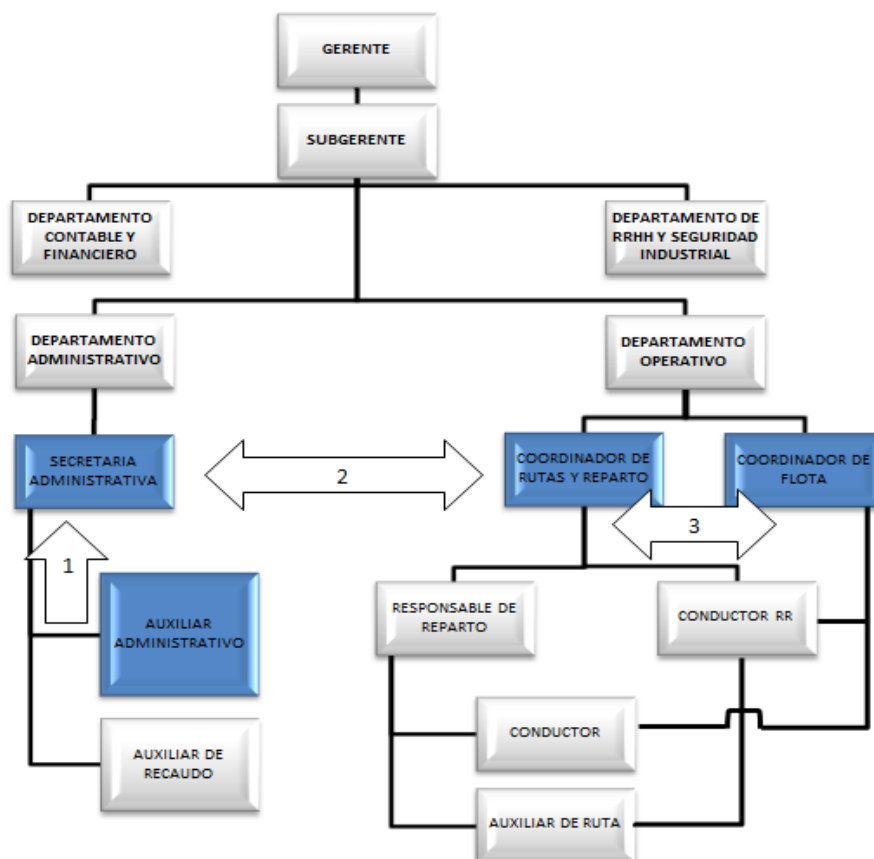 GERENTE
SUBGERENTE
DEPARTAMENTO
CONTABLE Y
FINANCIERO
DEPARTAMENTO DE
RRHH Y SEGURIDAD
INDUSTRIAL
DEPARTAMENTO
ADMINISTRATIVO
DEPARTAMENTO
OPERATIVO
SECRETARIA
ADMINISTRATIVA
2
COORDINADOR DE
RUTAS Y REPARTO
COORDINADOR DE
FLOTA
3
1
AUXILIAR
ADMINISTRATIVO
RESPONSABLE DE
REPARTO
CONDUCTOR RR
AUXILIAR DE
RECAUDO
CONDUCTOR
AUXILIAR DE RUTA